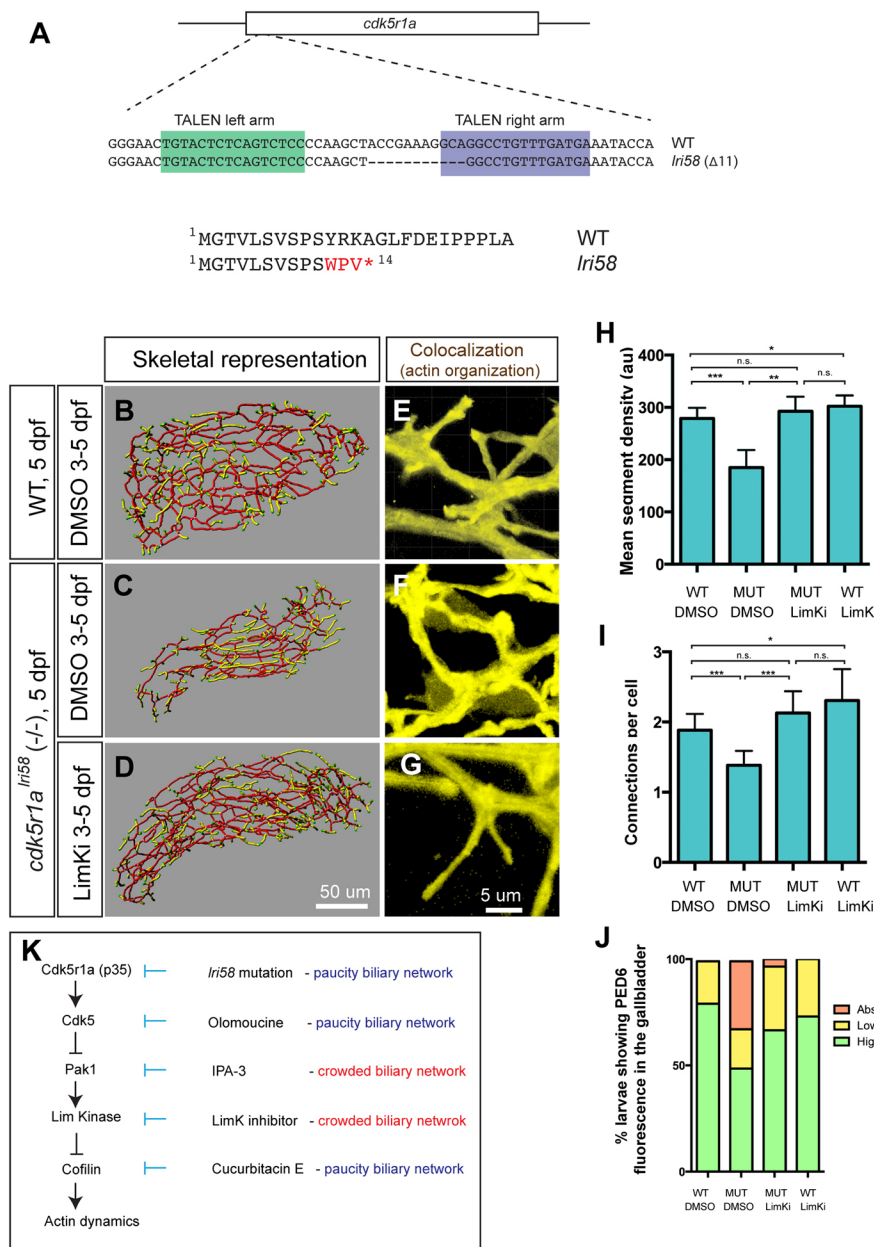 A
cdk5r1a
TALEN left arm
TALEN right arm
GGGAACTGTACTCTCAGTCTCCCCAAGCTACCGAAAGGCAGGCCTGTTTGATGAAATACCA WT
GGGAACTGTACTCTCAGTCTCCCCAAGCT-----------GGCCTGTTTGATGAAATACCA lri58 (Δ11)
1MGTVLSVSPSYRKAGLFDEIPPPLA WT
1MGTVLSVSPSWPV*14 lri58
Skeletal representation
Colocalization
(actin organization)
WT, 5 dpf
DMSO 3-5 dpf
B
E
cdk5r1a lri58 (-/-), 5 dpf
DMSO 3-5 dpf
C
F
LimKi 3-5 dpf
D
50 um
G
5 um
H
Mean segment density (au)
400
300
200
100
0
*
n.s.
*** ** n.s.
WT DMSO
MUT DMSO
MUT LimKi
WT LimK
I
Connections per cell
3
2
1
0
*
n.s. n.s.
*** ***
WT DMSO
MUT DMSO
MUT LimKi
WT LimKi
J
% larvae showing PED6
fluorescence in the gallbladder
100
50
0
WT DMSO
MUT DMSO
MUT LimKi
WT LimKi
Abs
Low
Hig
K
Cdk5r1a (p35) lri58 mutation - paucity biliary network
Cdk5 Olomoucine - paucity biliary network
Pak1 IPA-3 - crowded biliary network
Lim Kinase LimK inhibitor - crowded biliary netwrok
Cofilin Cucurbitacin E - paucity biliary network
Actin dynamics